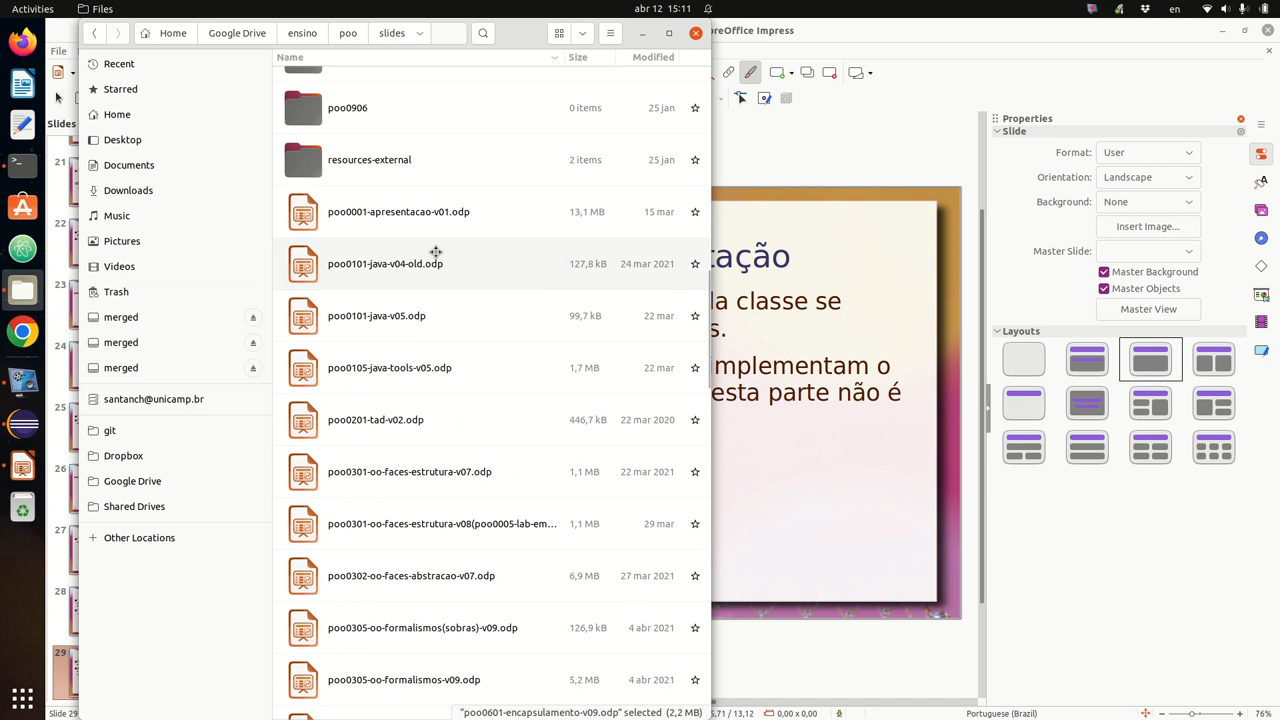 Activities Files abr 12 15:11 en
Home Google Drive ensino poo slides
reOffice Impress
File
Name Size Modified
Recent
Starred
Home
Desktop
Documents
Downloads
Music
Pictures
Videos
Trash
merged
merged
merged
santanch@unicamp.br
git
Dropbox
Google Drive
Shared Drives
Other Locations
poo0906 0 items 25 jan
resources-external 2 items 25 jan
poo0001-apresentacao-v01.odp 13,1 MB 15 mar
poo0101-java-v04-old.odp 127,8 kB 24 mar 2021
poo0101-java-v05.odp 99,7 kB 22 mar
poo0105-java-tools-v05.odp 1,7 MB 22 mar
poo0201-tad-v02.odp 446,7 kB 22 mar 2020
poo0301-oo-faces-estrutura-v07.odp 1,1 MB 22 mar 2021
poo0301-oo-faces-estrutura-v08(poo0005-lab-em… 1,1 MB 29 mar
poo0302-oo-faces-abstracao-v07.odp 6,9 MB 27 mar 2021
poo0305-oo-formalismos(sobras)-v09.odp 126,9 kB 4 abr 2021
poo0305-oo-formalismos-v09.odp 5,2 MB 4 abr 2021
"poo0601-encapsulamento-v09.odp" selected (2,2 MB)
Slides
21
22
23
24
25
26
27
28
29
tação
la classe se
s.
implementam o
esta parte não é
Properties
Slide
Format: User
Orientation: Landscape
Background: None
Insert Image...
Master Slide:
Master Background
Master Objects
Master View
Layouts
Slide 29
5,71 / 13,12 0,00 x 0,00 Portuguese (Brazil) 76%